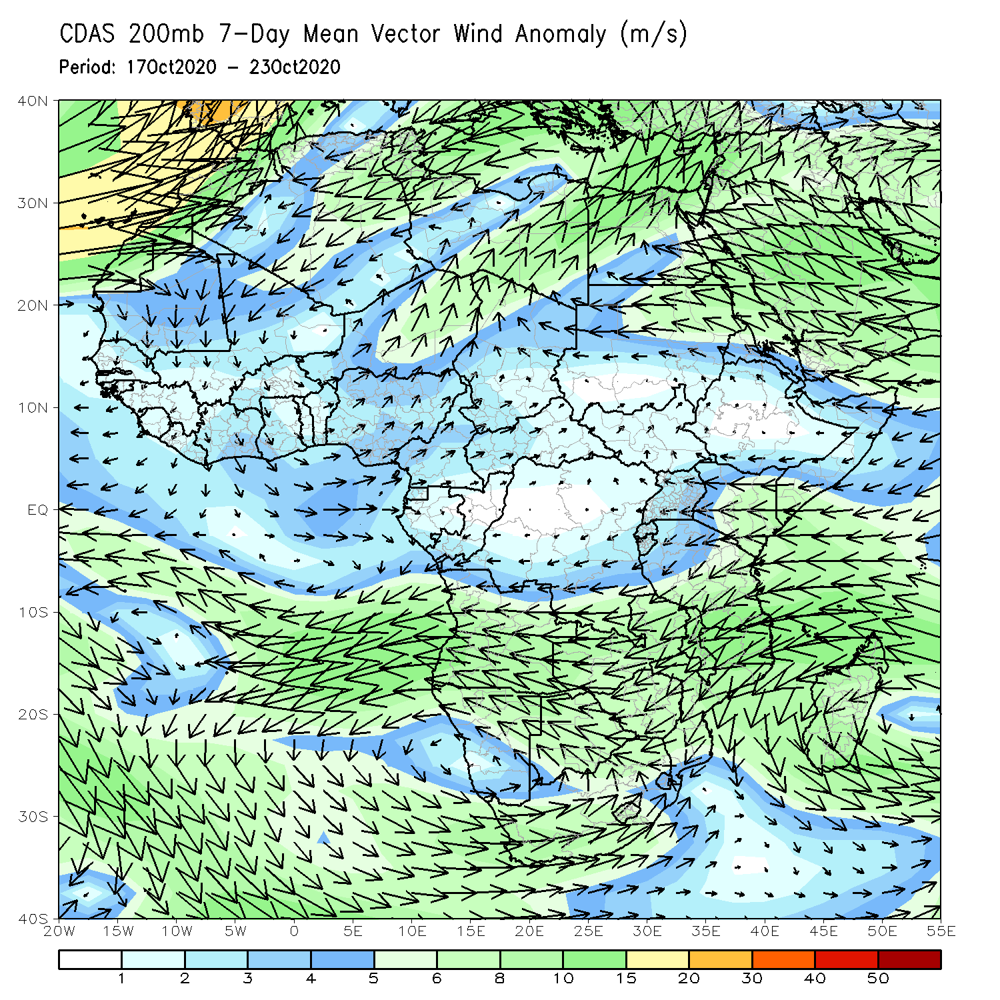 CDAS 200mb 7-Day Mean Vector Wind Anomaly (m/s)
Period: 17Oct2020 - 23Oct2020
40N
30N
20N
10N
EQ
10S
20S
30S
40S
20W 15W 10W 5W 0 5E 10E 15E 20E 25E 30E 35E 40E 45E 50E 55E
1 2 3 4 5 6 8 10 15 20 30 40 50